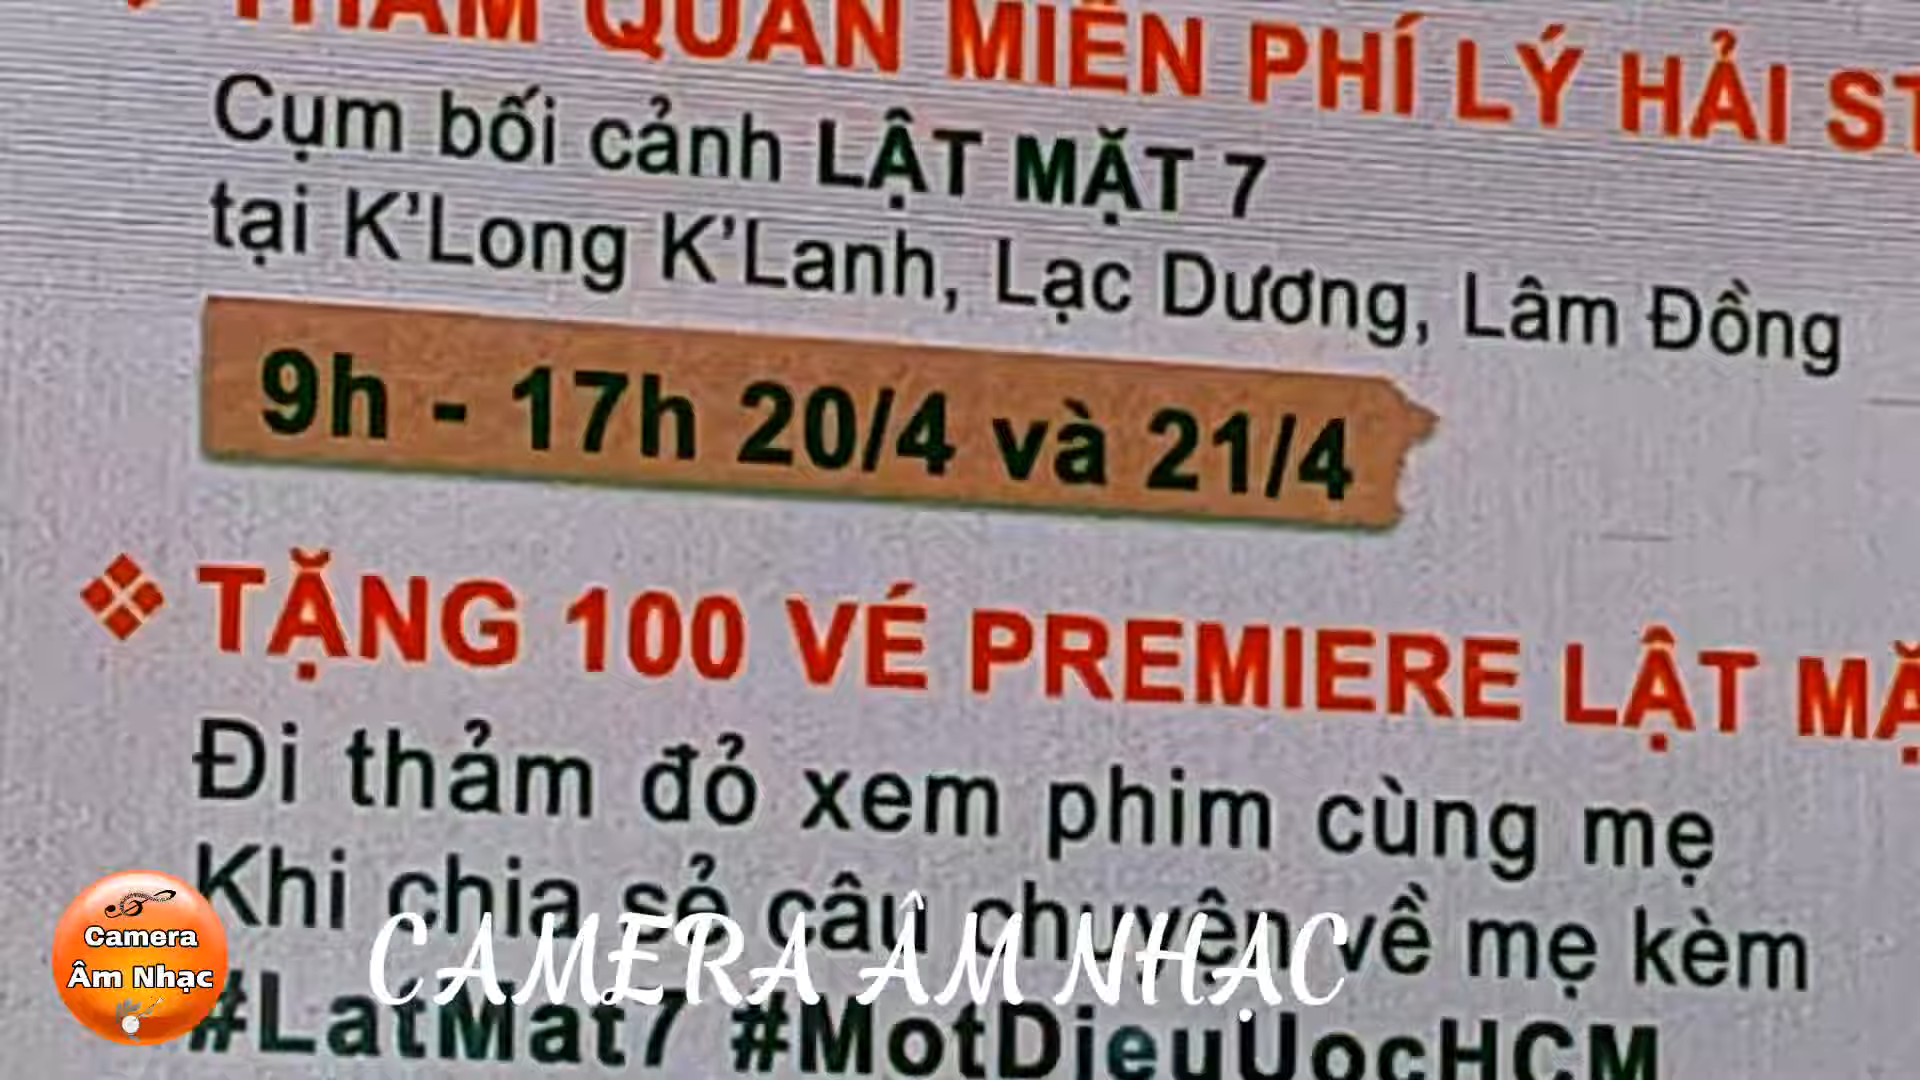 THAM QUAN MIỄN PHÍ LÝ HẢI ST
Cụm bối cảnh LẬT MẶT 7
tại K’Long K’Lanh, Lạc Dương, Lâm Đồng
9h - 17h 20/4 và 21/4
TẶNG 100 VÉ PREMIERE LẬT MẶ
Đi thảm đỏ xem phim cùng mẹ
Khi chia sẻ câu chuyện về mẹ kèm
CAMERA ÂM NHẠC
#LatMat7 #MotDieuUocHCM
Camera
Âm Nhạc